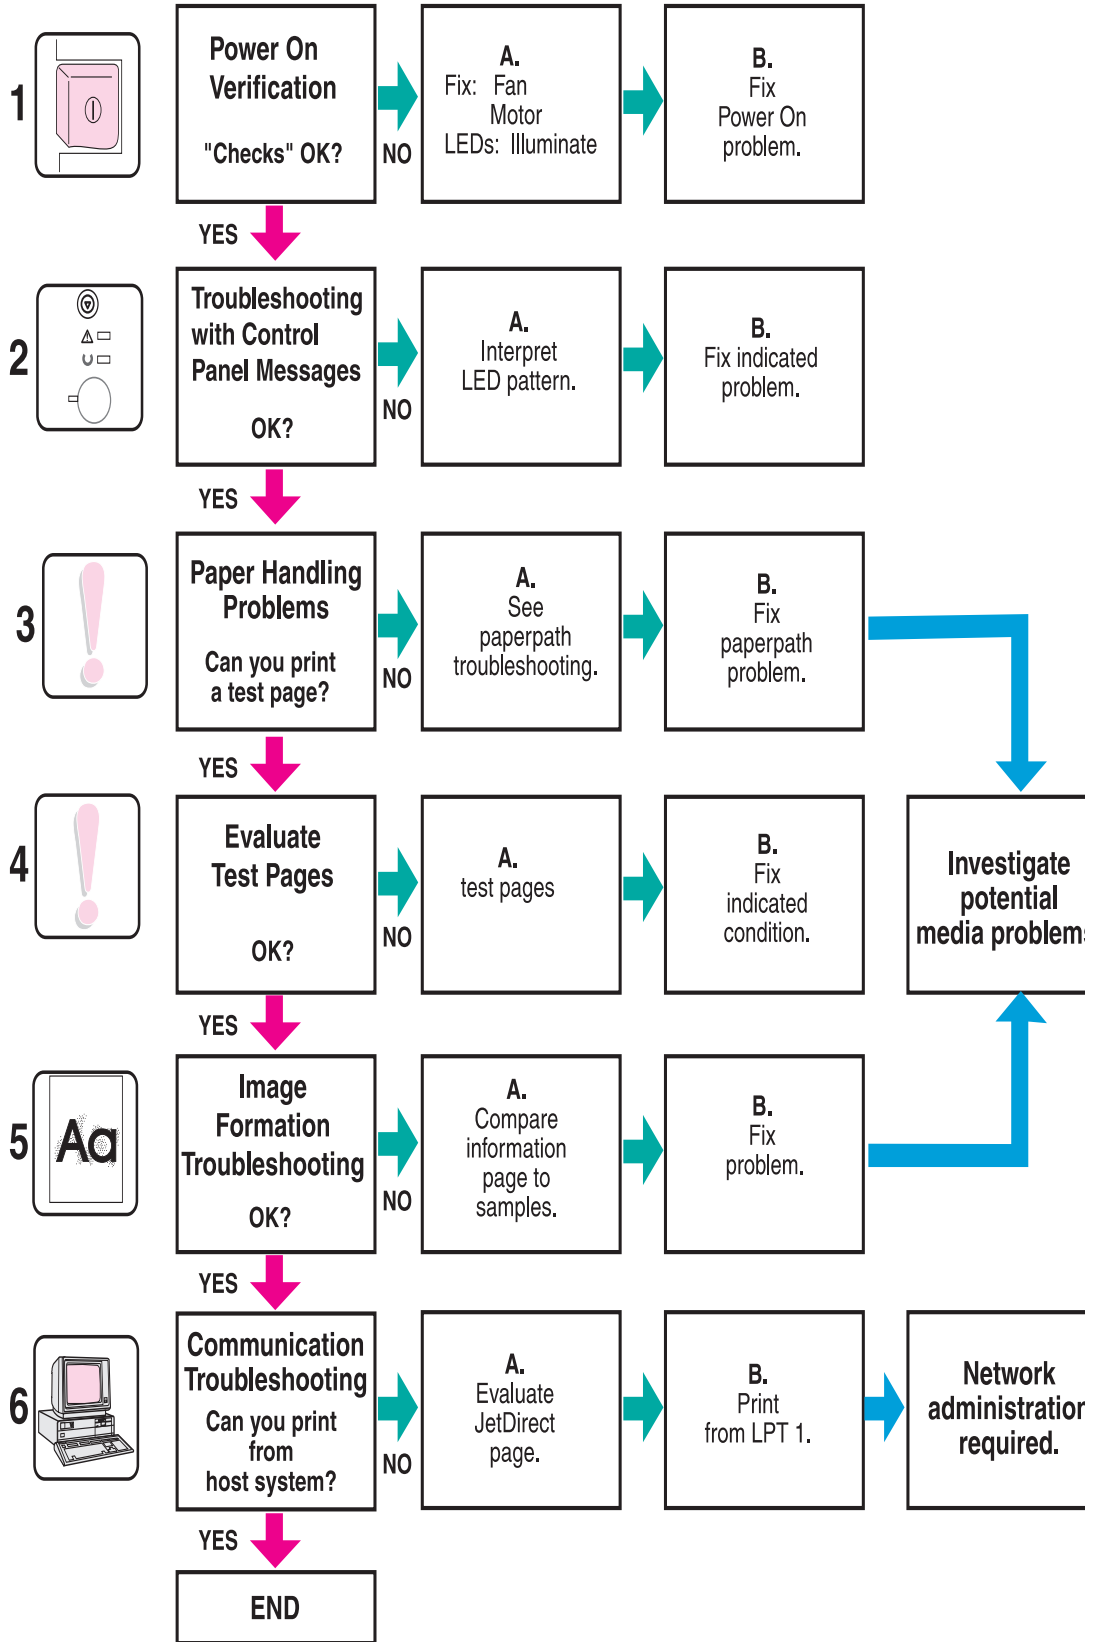 1
Power On
Verification
"Checks" OK?
NO
A.
Fix: Fan
Motor
LEDs: Illuminate
B.
Fix
Power On
problem.
YES
2
Troubleshooting
with Control
Panel Messages
OK?
NO
A.
Interpret
LED pattern.
B.
Fix indicated
problem.
YES
3
Paper Handling
Problems
Can you print
a test page?
NO
A.
See
paperpath
troubleshooting.
B.
Fix
paperpath
problem.
YES
4
Evaluate
Test Pages
OK?
NO
A.
test pages
B.
Fix
indicated
condition.
Investigate
potential
media problems
YES
5
Aa
Image
Formation
Troubleshooting
OK?
NO
A.
Compare
information
page to
samples.
B.
Fix
problem.
YES
6
Communication
Troubleshooting
Can you print
from
host system?
NO
A.
Evaluate
JetDirect
page.
B.
Print
from LPT 1.
Network
administration
required.
YES
END